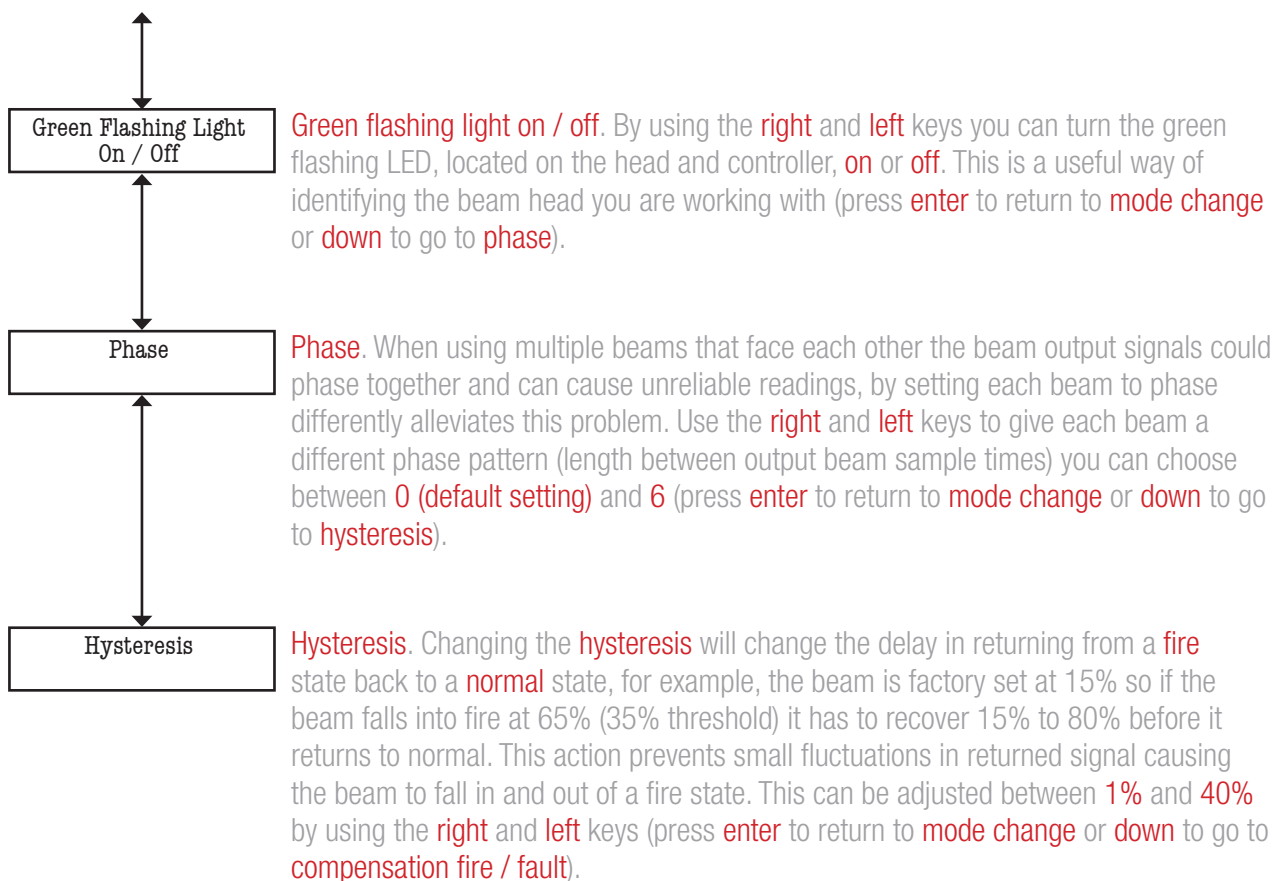 Green Flashing Light
On / Off
Green flashing light on / off. By using the right and left keys you can turn the green
flashing LED, located on the head and controller, on or off. This is a useful way of
identifying the beam head you are working with (press enter to return to mode change
or down to go to phase).
Phase
Phase. When using multiple beams that face each other the beam output signals could
phase together and can cause unreliable readings, by setting each beam to phase
differently alleviates this problem. Use the right and left keys to give each beam a
different phase pattern (length between output beam sample times) you can choose
between 0 (default setting) and 6 (press enter to return to mode change or down to go
to hysteresis).
Hysteresis
Hysteresis. Changing the hysteresis will change the delay in returning from a fire
state back to a normal state, for example, the beam is factory set at 15% so if the
beam falls into fire at 65% (35% threshold) it has to recover 15% to 80% before it
returns to normal. This action prevents small fluctuations in returned signal causing
the beam to fall in and out of a fire state. This can be adjusted between 1% and 40%
by using the right and left keys (press enter to return to mode change or down to go to
compensation fire / fault).